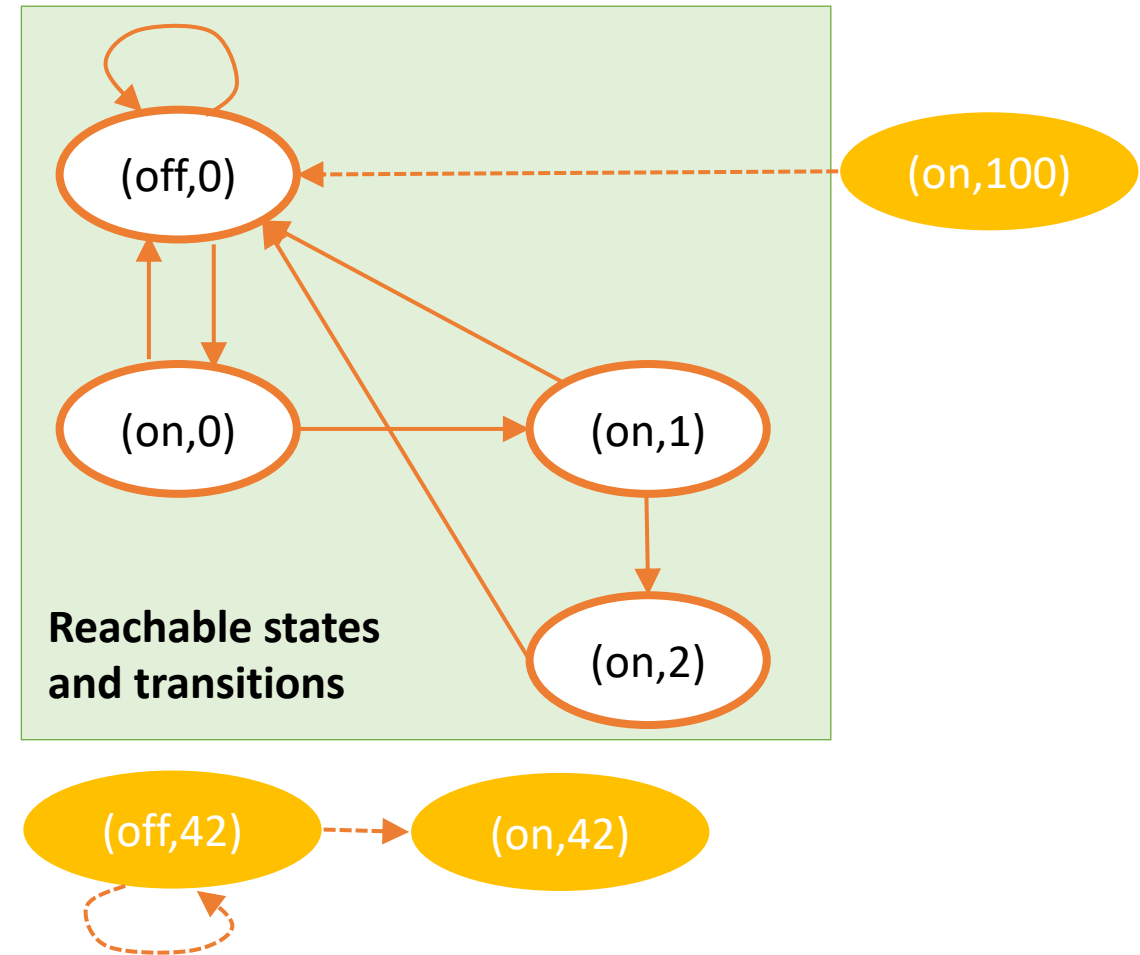 (off,0)
(on,100)
(on,0)
(on,1)
Reachable states
and transitions
(on,2)
(off,42)
(on,42)